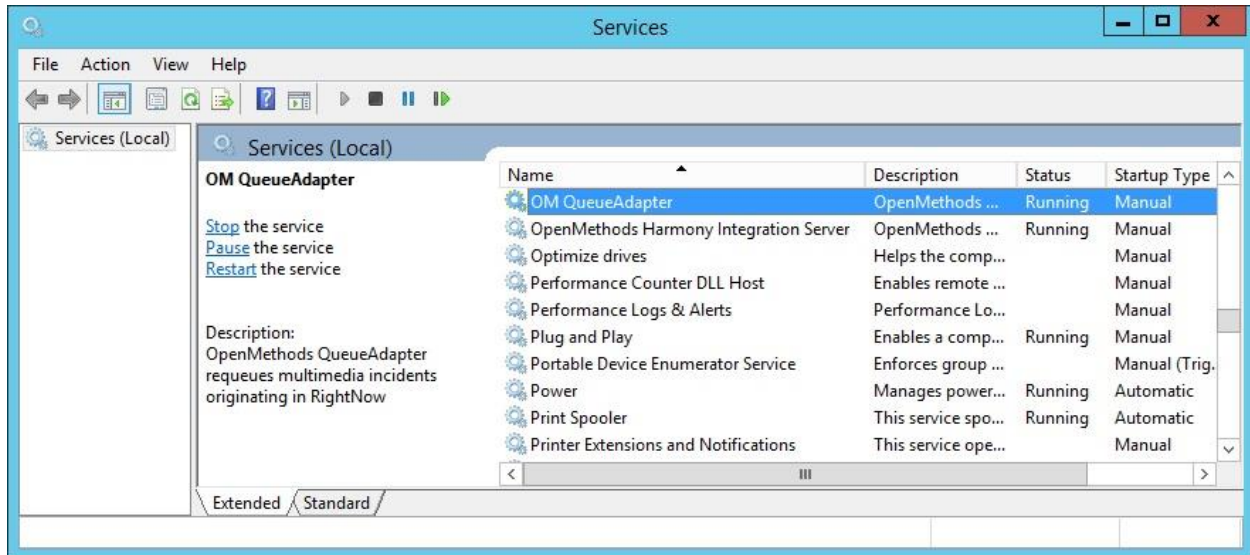 Services
File Action View Help
Services (Local)
Services (Local)
OM QueueAdapter
Stop the service
Pause the service
Restart the service
Description:
OpenMethods QueueAdapter
requeues multimedia incidents
originating in RightNow
Name Description Status Startup Type
OM QueueAdapter OpenMethods ... Running Manual
OpenMethods Harmony Integration Server OpenMethods ... Running Manual
Optimize drives Helps the comp... Manual
Performance Counter DLL Host Enables remote ... Manual
Performance Logs & Alerts Performance Lo... Manual
Plug and Play Enables a comp... Running Manual
Portable Device Enumerator Service Enforces group ... Manual (Trig.
Power Manages power... Running Automatic
Print Spooler This service spo... Running Automatic
Printer Extensions and Notifications This service ope... Manual
Extended Standard